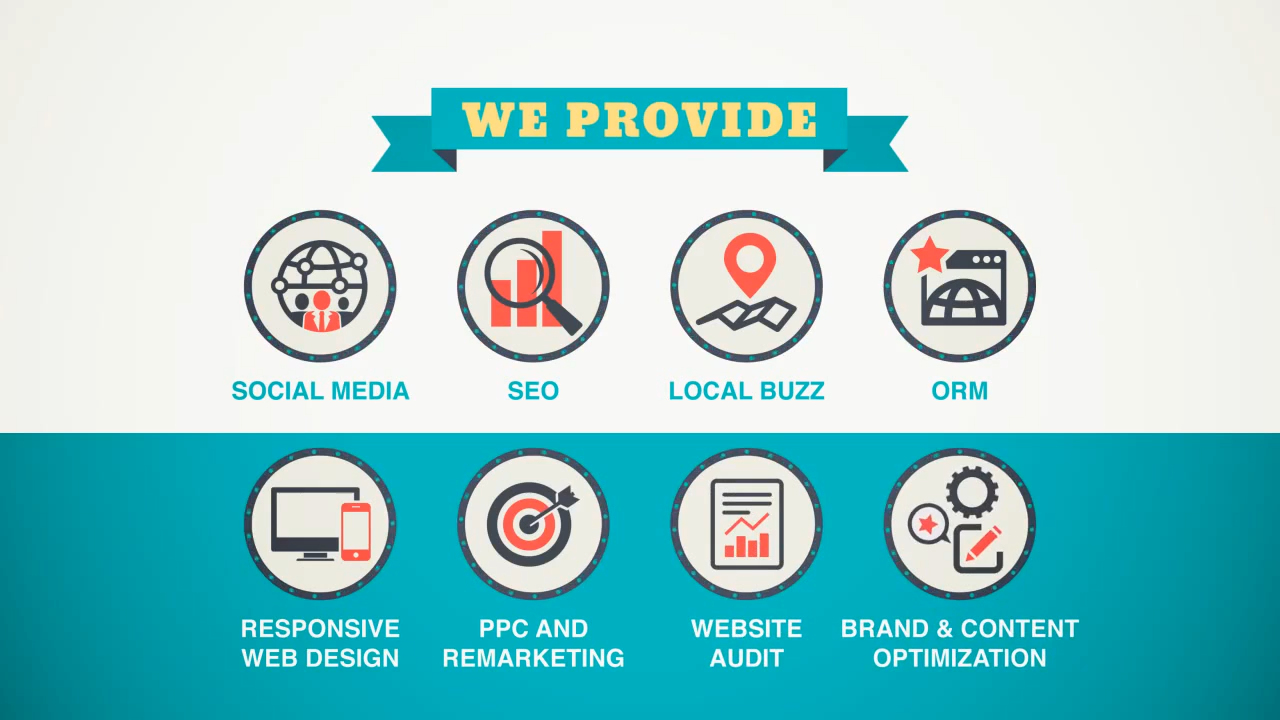 WE PROVIDE
SOCIAL MEDIA
SEO
LOCAL BUZZ
ORM
RESPONSIVE
WEB DESIGN
PPC AND
REMARKETING
WEBSITE
AUDIT
BRAND & CONTENT
OPTIMIZATION